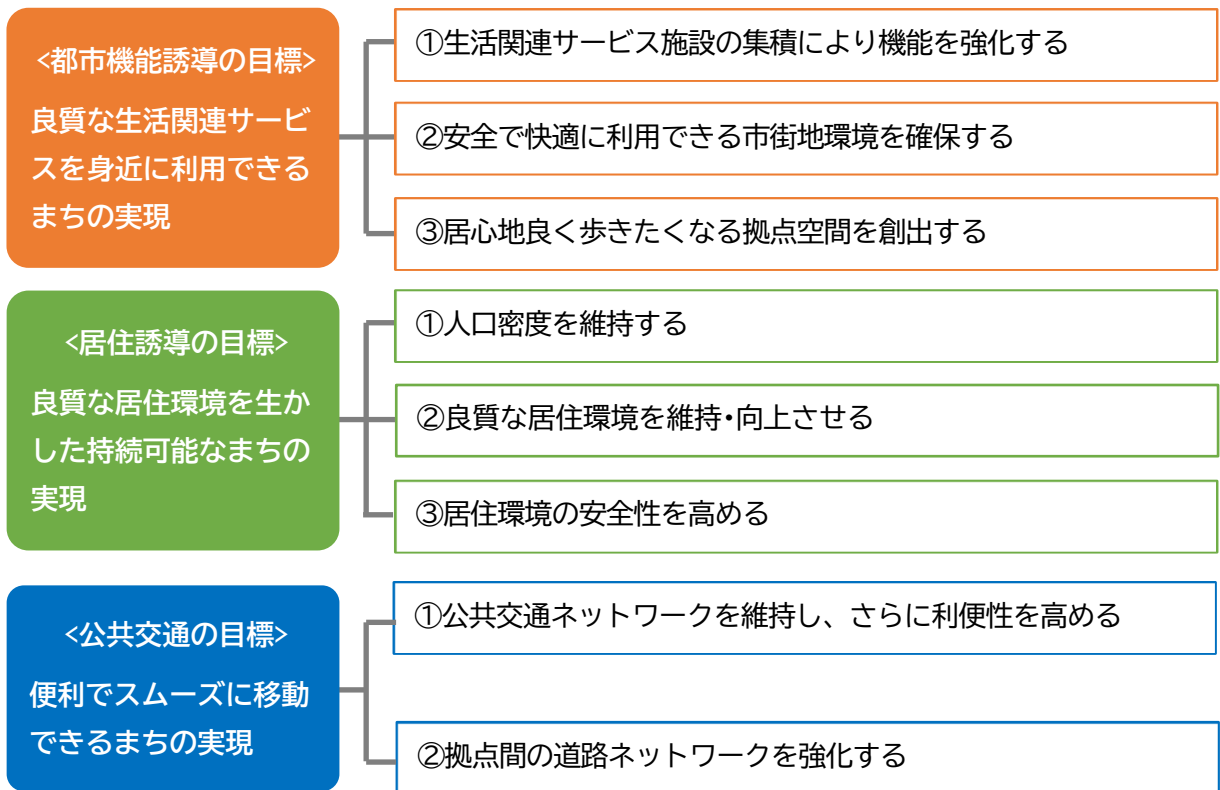 <都市機能誘導の目標>
良質な生活関連サービ
スを身近に利用できる
まちの実現
①生活関連サービス施設の集積により機能を強化する
②安全で快適に利用できる市街地環境を確保する
③居心地良く歩きたくなる拠点空間を創出する
<居住誘導の目標>
良質な居住環境を生か
した持続可能なまちの
実現
①人口密度を維持する
②良質な居住環境を維持・向上させる
③居住環境の安全性を高める
<公共交通の目標>
便利でスムーズに移動
できるまちの実現
①公共交通ネットワークを維持し、さらに利便性を高める
②拠点間の道路ネットワークを強化する